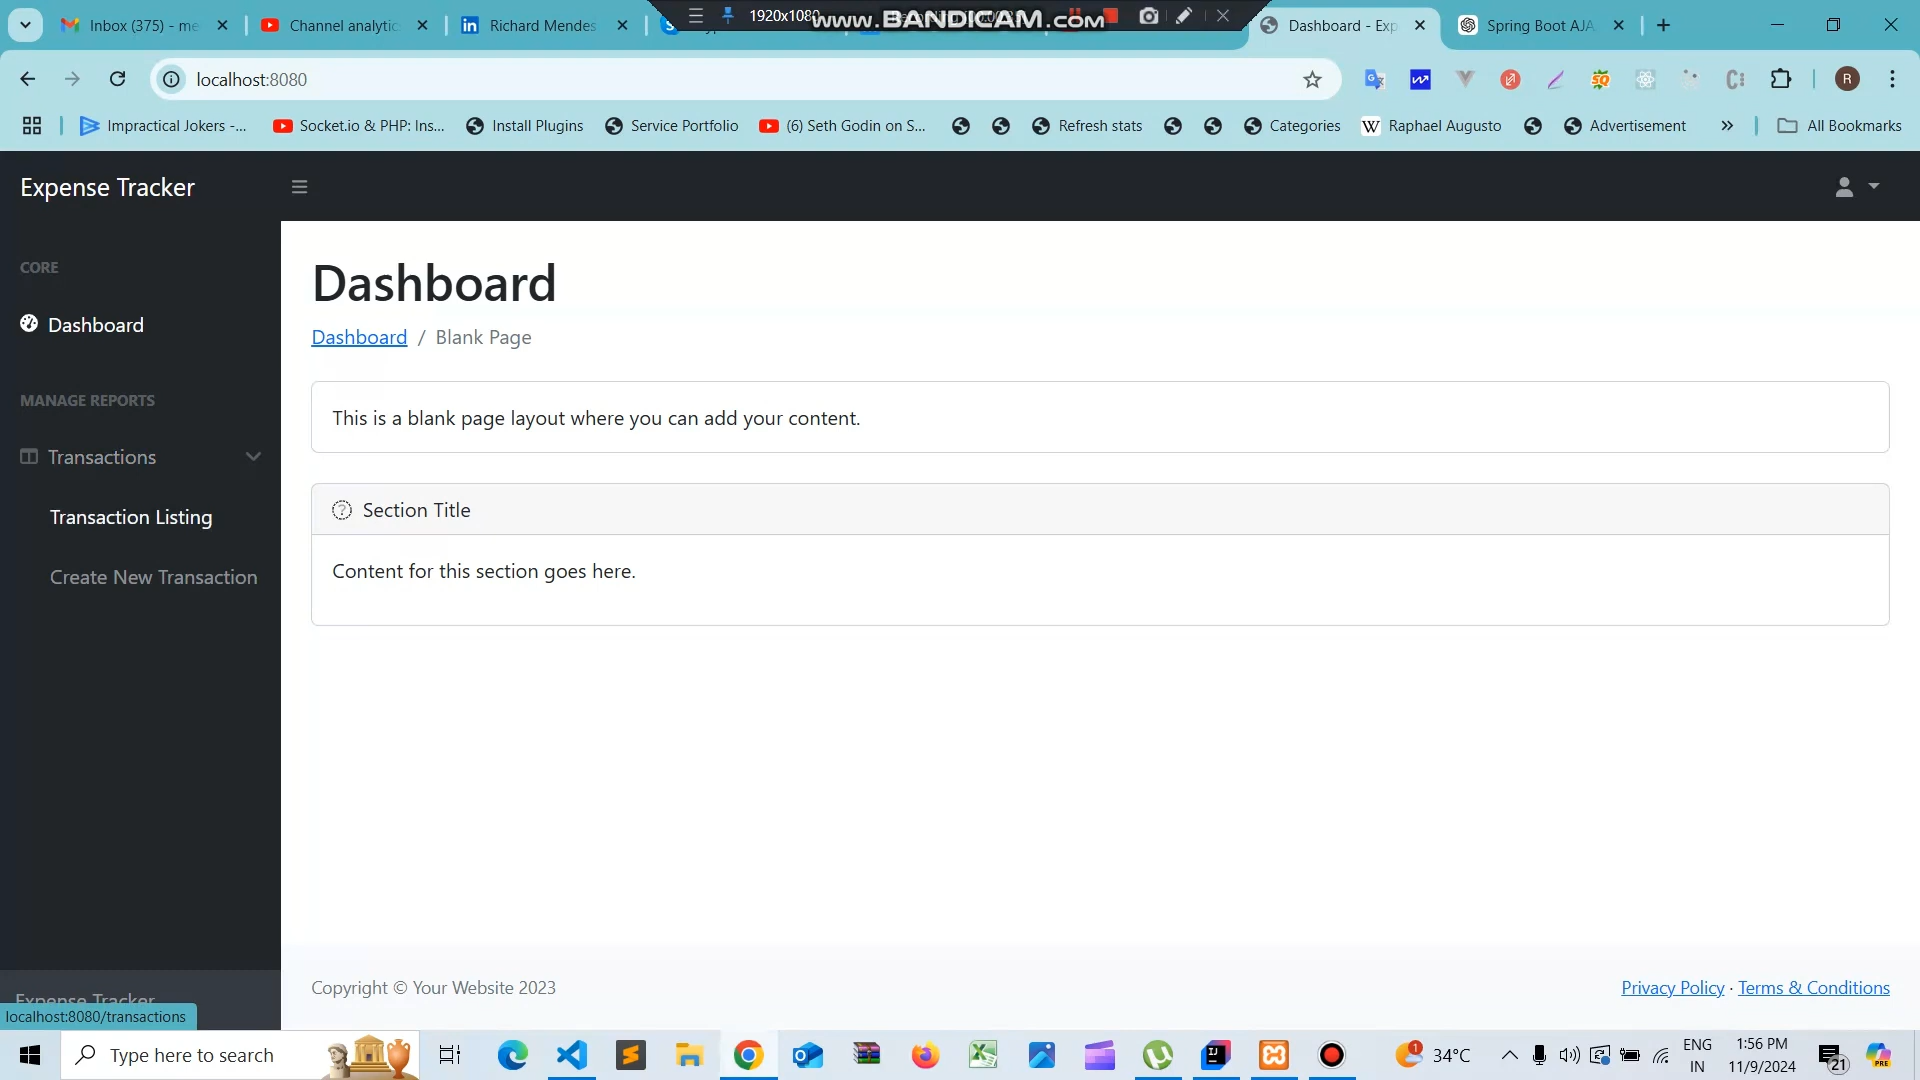 Inbox (375) - me
Channel analytic
Richard Mendes
1920x1080
www.BANDICAM.com
Dashboard - Exp
Spring Boot AJA
localhost:8080
R
Impractical Jokers -...
Socket.io & PHP: Ins...
Install Plugins
Service Portfolio
(6) Seth Godin on S...
Refresh stats
Categories
Raphael Augusto
Advertisement
All Bookmarks
Expense Tracker
CORE
Dashboard
MANAGE REPORTS
Transactions
Transaction Listing
Create New Transaction
Dashboard
Dashboard / Blank Page
This is a blank page layout where you can add your content.
Section Title
Content for this section goes here.
Copyright © Your Website 2023
Privacy Policy · Terms & Conditions
Expense Tracker
localhost:8080/transactions
Type here to search
34°C
ENG
IN
1:56 PM
11/9/2024
21